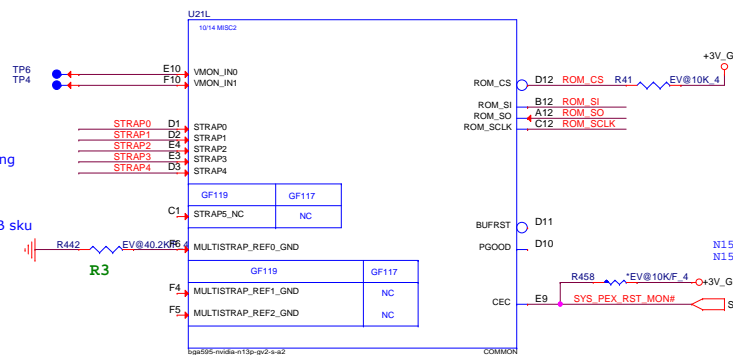 U21L
10/14 MISC2
TP6
TP4
E10
F10
VMON_IN0
VMON_IN1
STRAP0
STRAP1
STRAP2
STRAP3
STRAP4
D1
D2
E4
E3
D3
STRAP0
STRAP1
STRAP2
STRAP3
STRAP4
ng
GF119
GF117
C1
STRAP5_NC
NC
B sku
R442
EV@40.2K/F_4
F6
MULTISTRAP_REF0_GND
R3
GF119
GF117
F4
MULTISTRAP_REF1_GND
NC
F5
MULTISTRAP_REF2_GND
NC
bga595-nvidia-n13p-gv2-s-a2
COMMON
+3V_G
ROM_CS
D12
ROM_CS
R41
EV@10K_4
ROM_SI
B12
ROM_SI
ROM_SO
A12
ROM_SO
ROM_SCLK
C12
ROM_SCLK
BUFRST
D11
PGOOD
D10
N15
N15
R458
*EV@10K/F_4
+3V_G
CEC
E9
SYS_PEX_RST_MON#
S